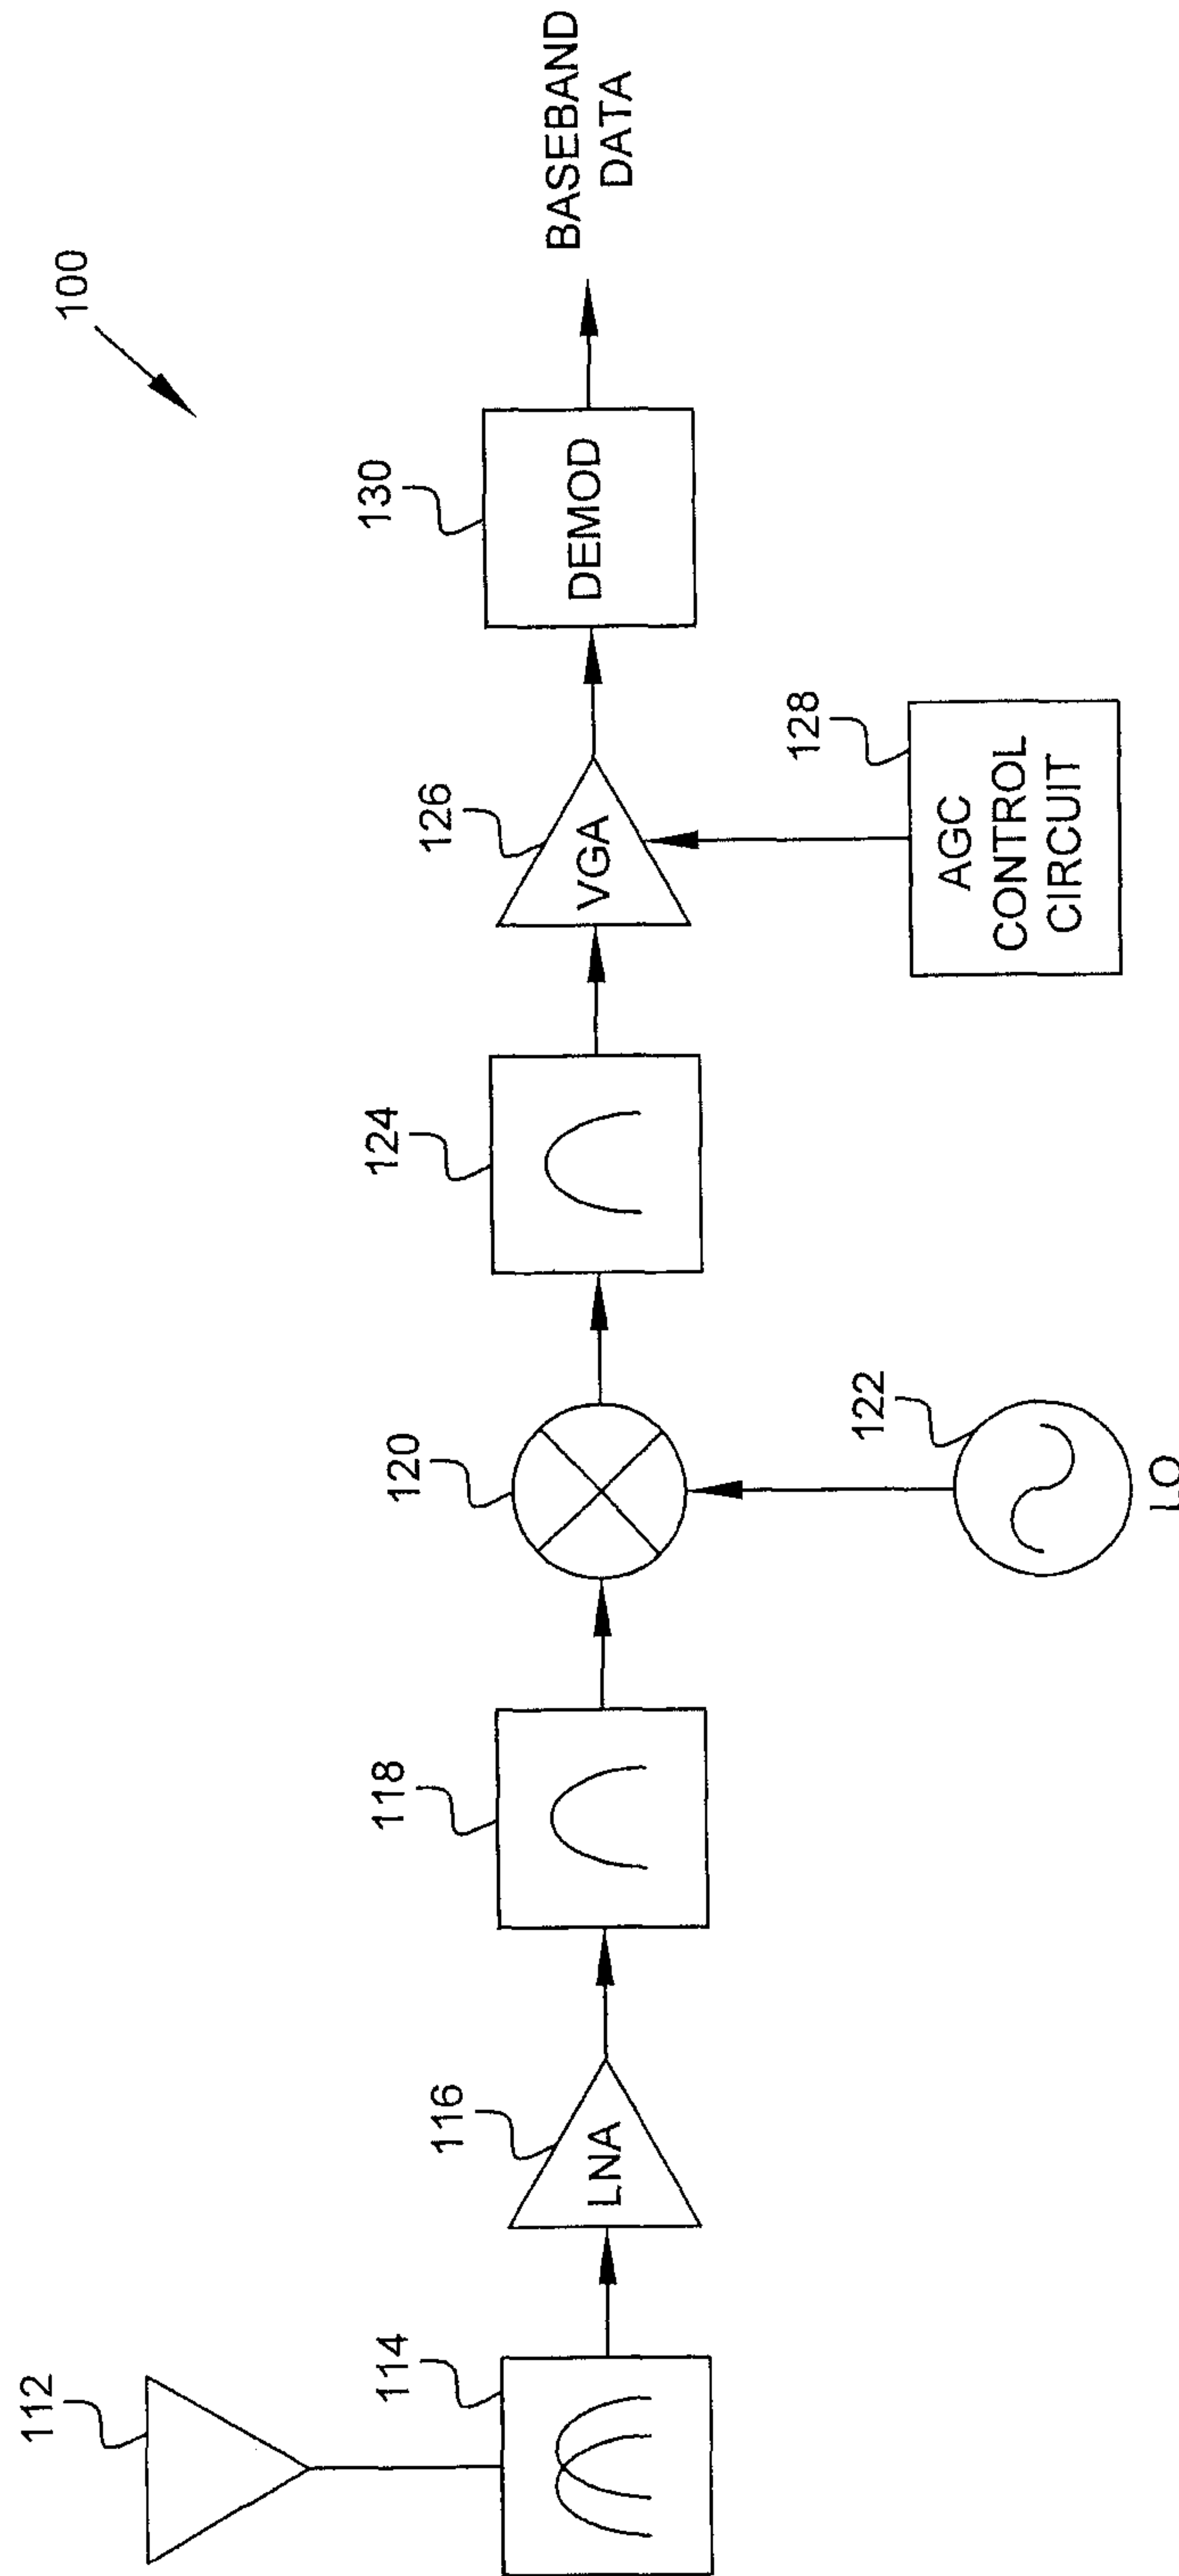 100
112
114
116
LNA
118
120
122
LO
124
126
VGA
128
AGC
CONTROL
CIRCUIT
130
DEMOD
BASEBAND
DATA